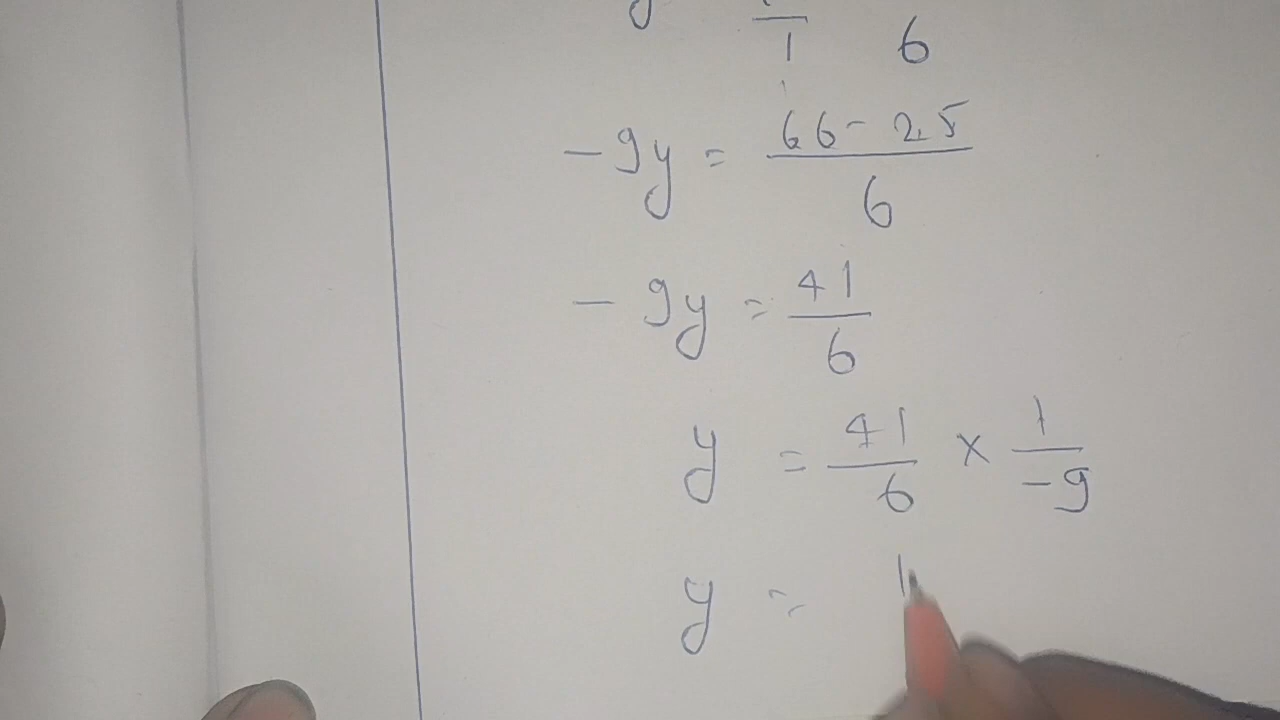 y 1 6
-9y = 66-25/6
-9y = 41/6
y = 41/6 × 1/-9
y =